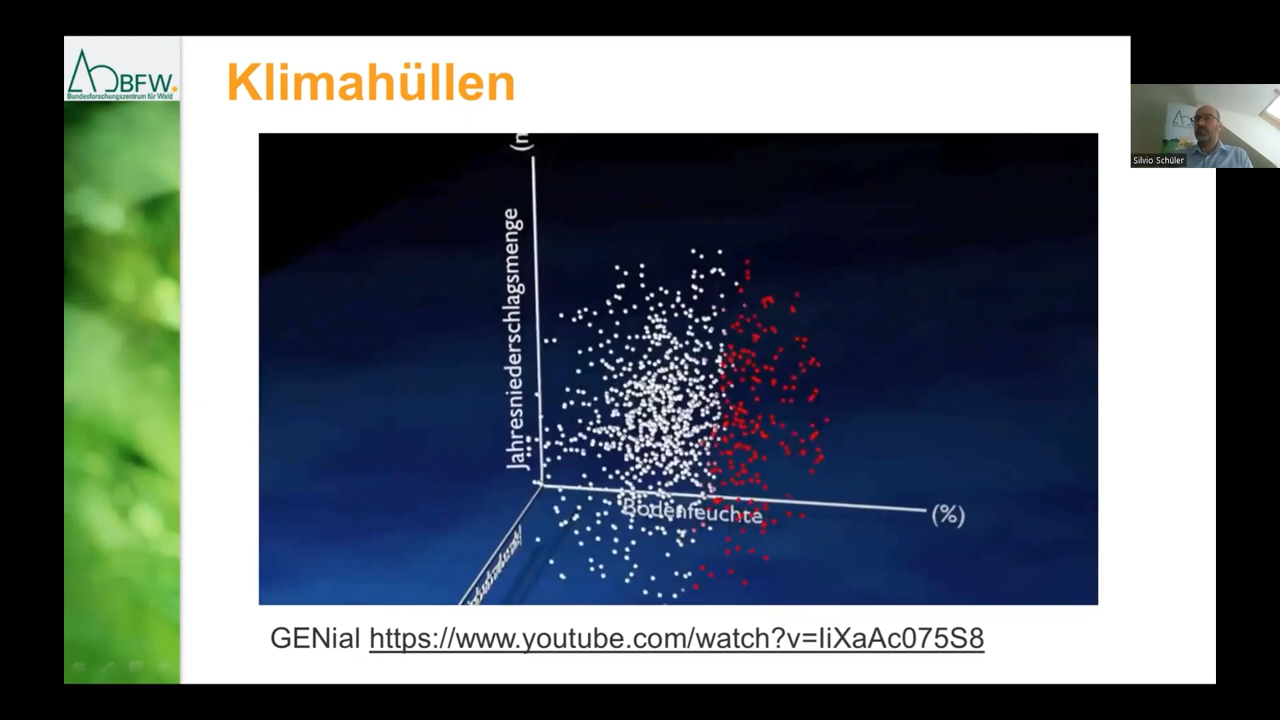 BFW.
Bundesforschungszentrum für Wald
Klimahüllen
Silvio Schüler
Jahresniederschlagsmenge
Bodenfeuchte
(%)
GENial https://www.youtube.com/watch?v=IiXaAc075S8